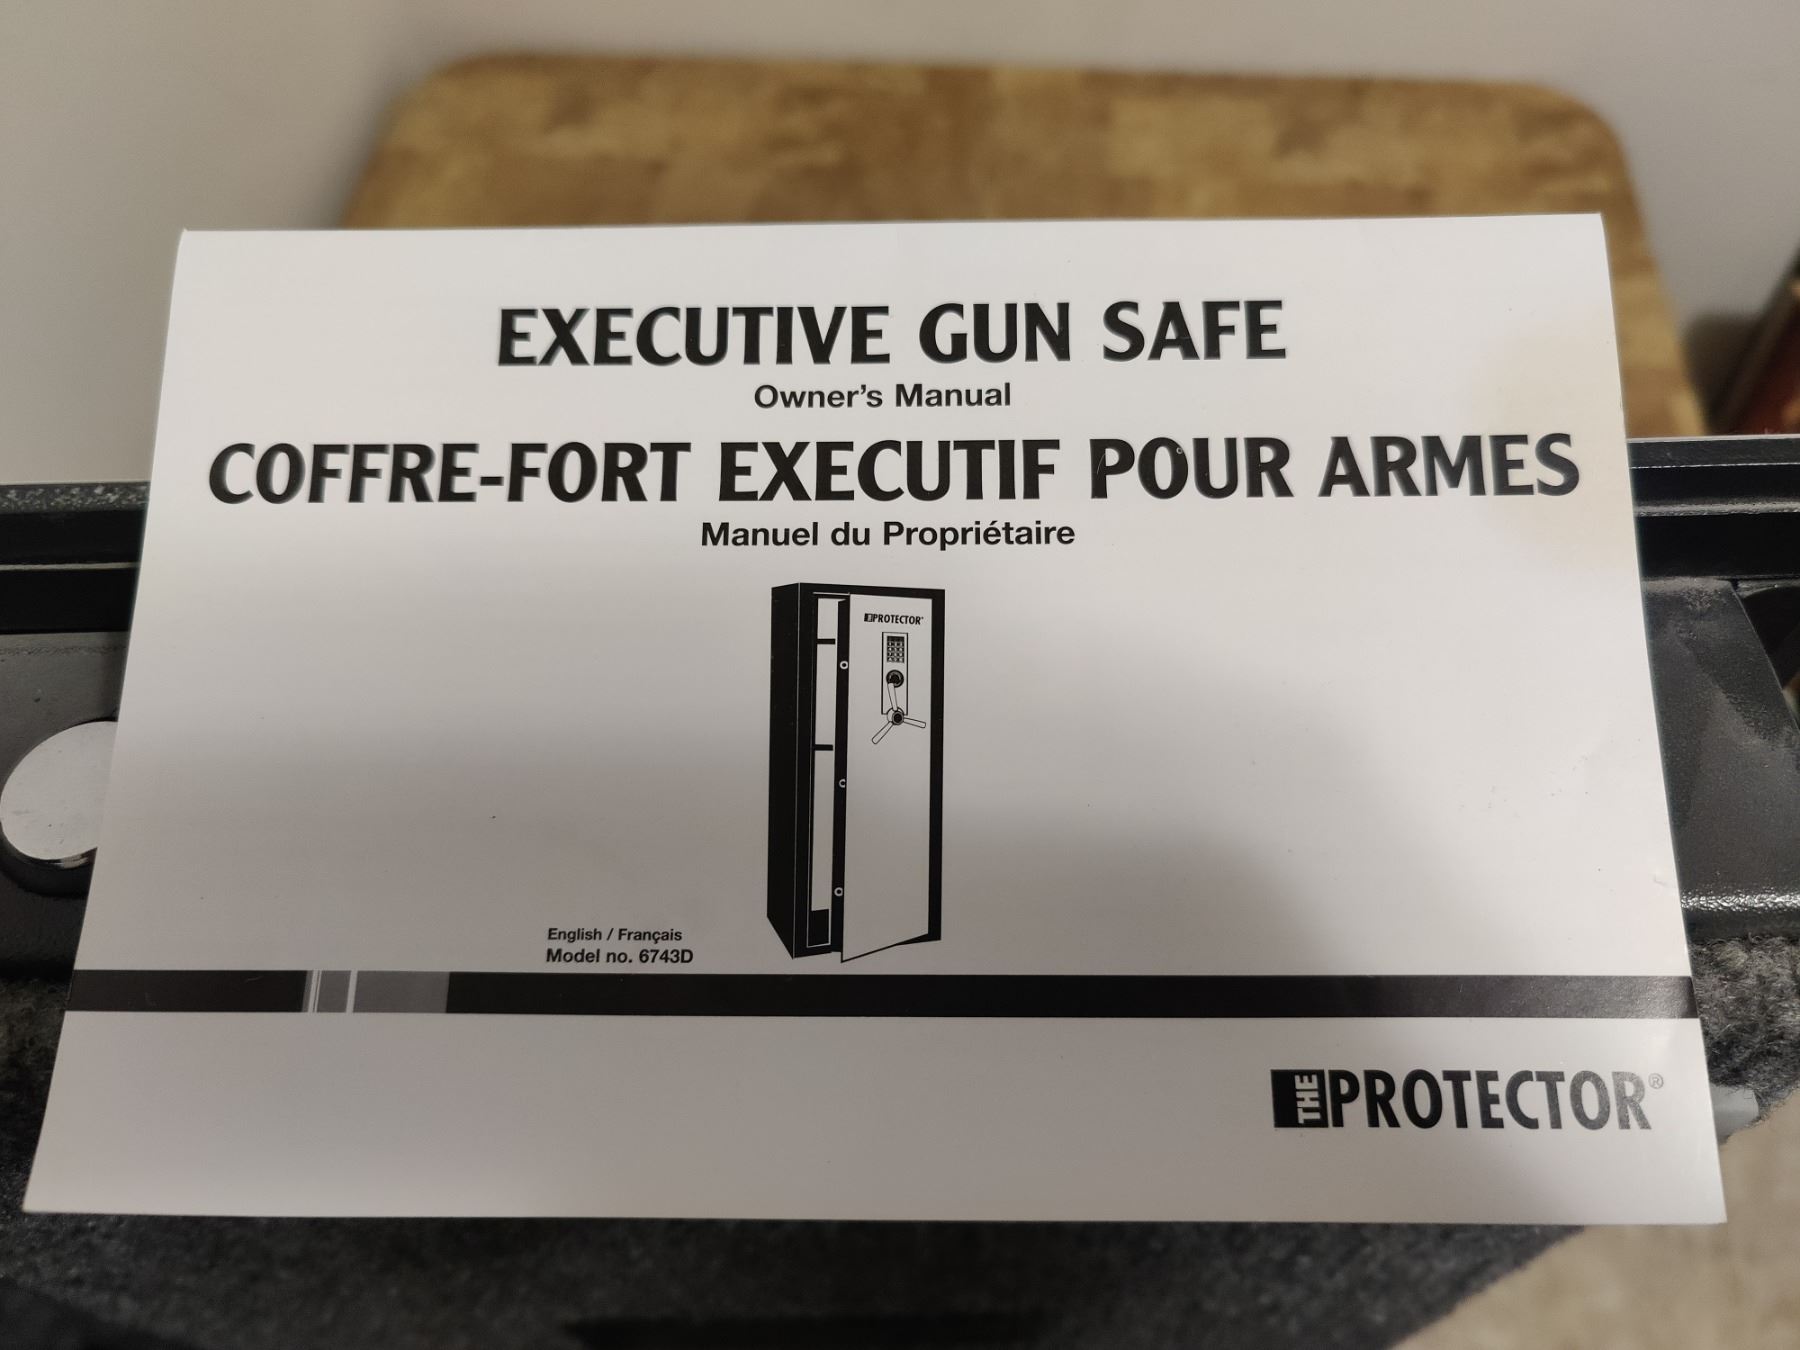 EXECUTIVE GUN SAFE
Owner's Manual
COFFRE-FORT EXECUTIF POUR ARMES
Manuel du Propriétaire
THE PROTECTOR®
English / Français
Model no. 6743D
THE PROTECTOR®